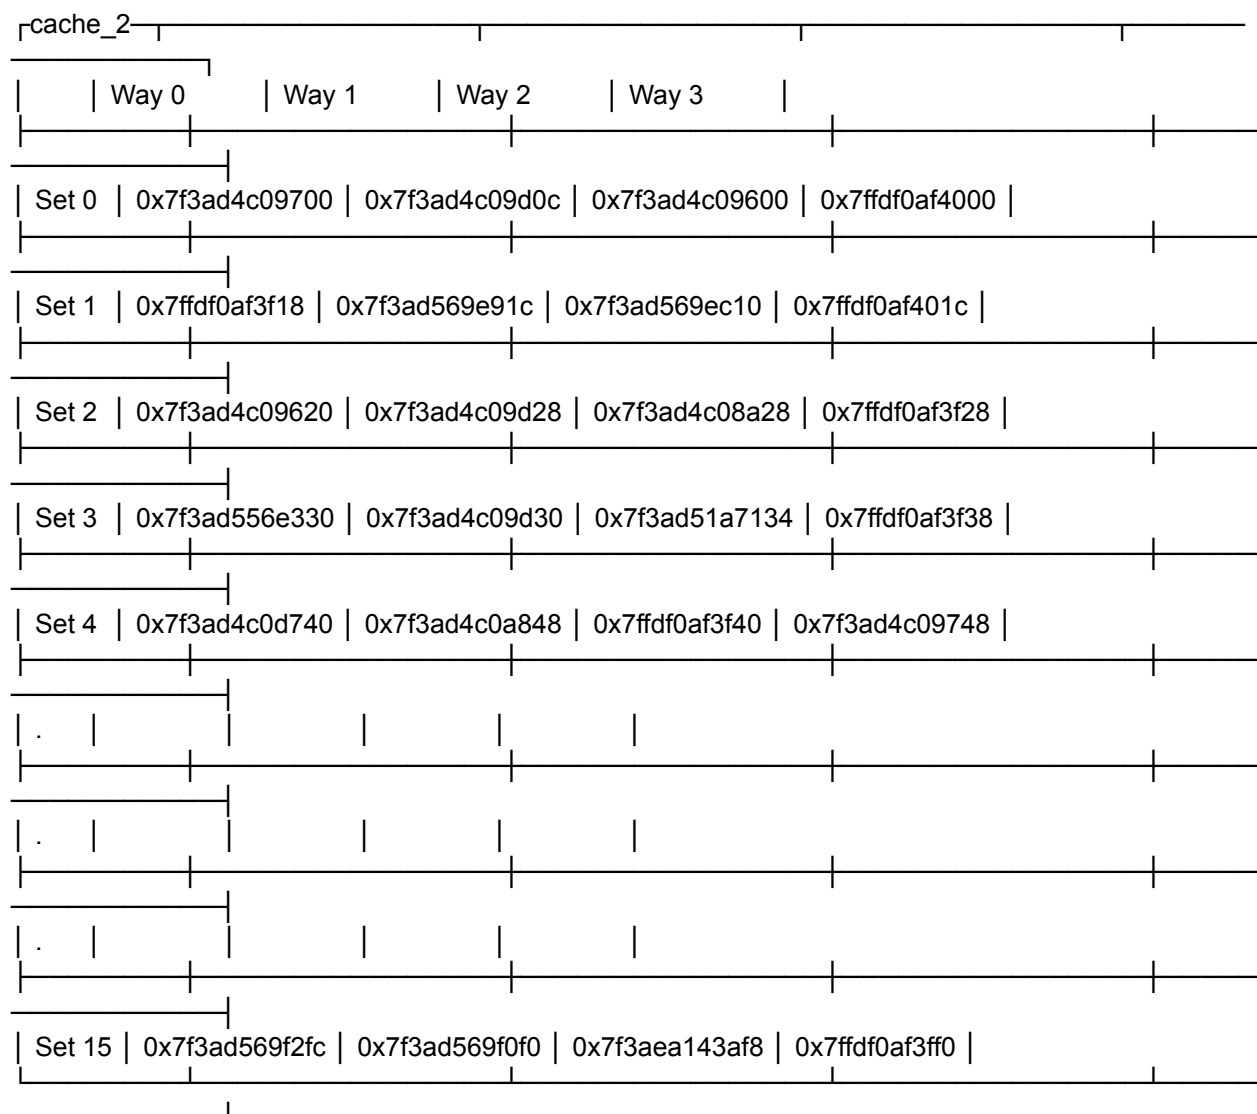 cache_2
Way 0 Way 1 Way 2 Way 3
Set 0 0x7f3ad4c09700 0x7f3ad4c09d0c 0x7f3ad4c09600 0x7ffdf0af4000
Set 1 0x7ffdf0af3f18 0x7f3ad569e91c 0x7f3ad569ec10 0x7ffdf0af401c
Set 2 0x7f3ad4c09620 0x7f3ad4c09d28 0x7f3ad4c08a28 0x7ffdf0af3f28
Set 3 0x7f3ad556e330 0x7f3ad4c09d30 0x7f3ad51a7134 0x7ffdf0af3f38
Set 4 0x7f3ad4c0d740 0x7f3ad4c0a848 0x7ffdf0af3f40 0x7f3ad4c09748
.
.
.
Set 15 0x7f3ad569f2fc 0x7f3ad569f0f0 0x7f3aea143af8 0x7ffdf0af3ff0